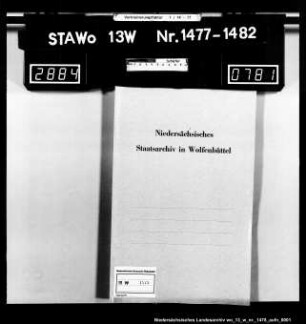 STAWo 13W Nr. 1477-1482
2884
0781
Niedersächsisches
Staatsarchiv in Wolfenbüttel
Niedersächsisches Landesarchiv wo_13_w_nr_1478_aufn_0001